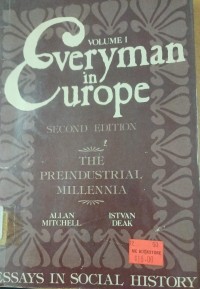 VOLUME I
Everyman
in
Europe
SECOND EDITION
THE
PREINDUSTRIAL
MILLENNIA
ALLAN ISTVAN
MITCHELL DEAK
ESSAYS IN SOCIAL HISTORY